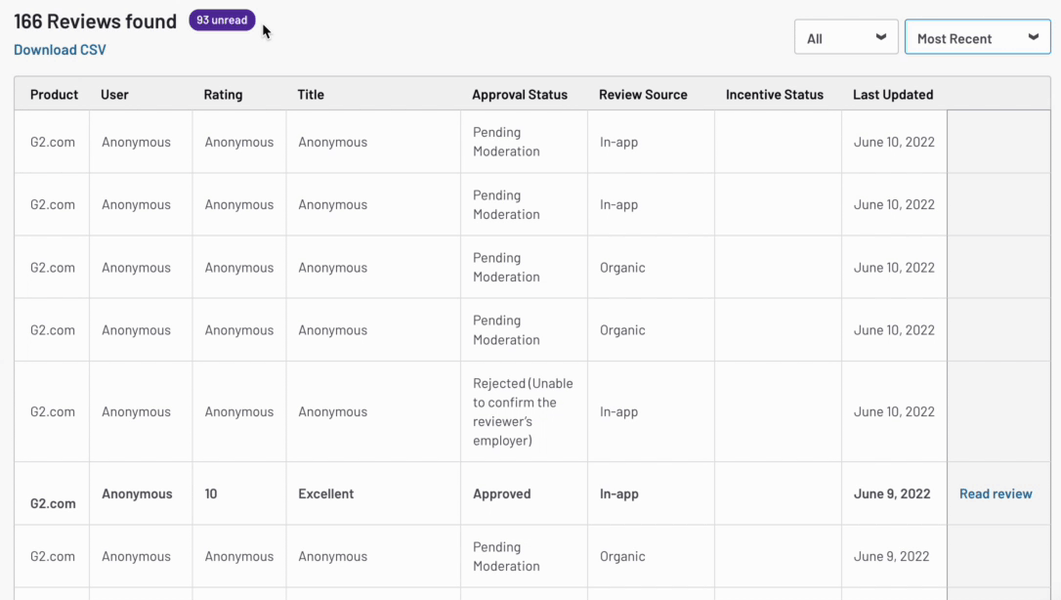 166 Reviews found 93 unread
Download CSV
All Most Recent
Product User Rating Title Approval Status Review Source Incentive Status Last Updated
G2.com Anonymous Anonymous Anonymous Pending Moderation In-app June 10, 2022
G2.com Anonymous Anonymous Anonymous Pending Moderation In-app June 10, 2022
G2.com Anonymous Anonymous Anonymous Pending Moderation Organic June 10, 2022
G2.com Anonymous Anonymous Anonymous Pending Moderation Organic June 10, 2022
G2.com Anonymous Anonymous Anonymous Rejected (Unable to confirm the reviewer's employer) In-app June 10, 2022
G2.com Anonymous 10 Excellent Approved In-app June 9, 2022 Read review
G2.com Anonymous Anonymous Anonymous Pending Moderation Organic June 9, 2022